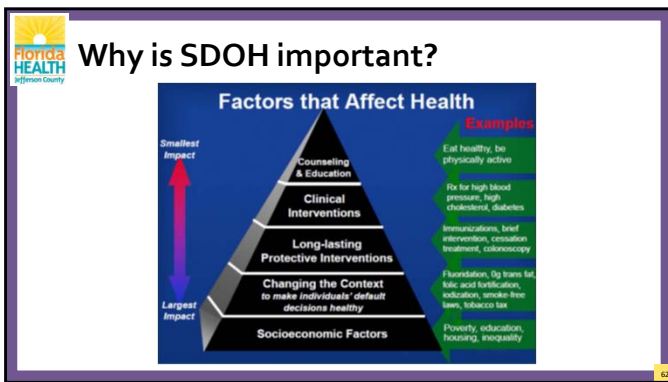 Florida
HEALTH
Jefferson County
Why is SDOH important?
Factors that Affect Health
Examples
Smallest
Impact
Largest
Impact
Counseling
& Education
Clinical
Interventions
Long-lasting
Protective Interventions
Changing the Context
to make individuals' default
decisions healthy
Socioeconomic Factors
Eat healthy, be
physically active
Rx for high blood
pressure, high
cholesterol, diabetes
Immunizations, brief
intervention, cessation
treatment, colonoscopy
Fluoridation, 0g trans fat,
folic acid fortification,
iodization, smoke-free
laws, tobacco tax
Poverty, education,
housing, inequality
62